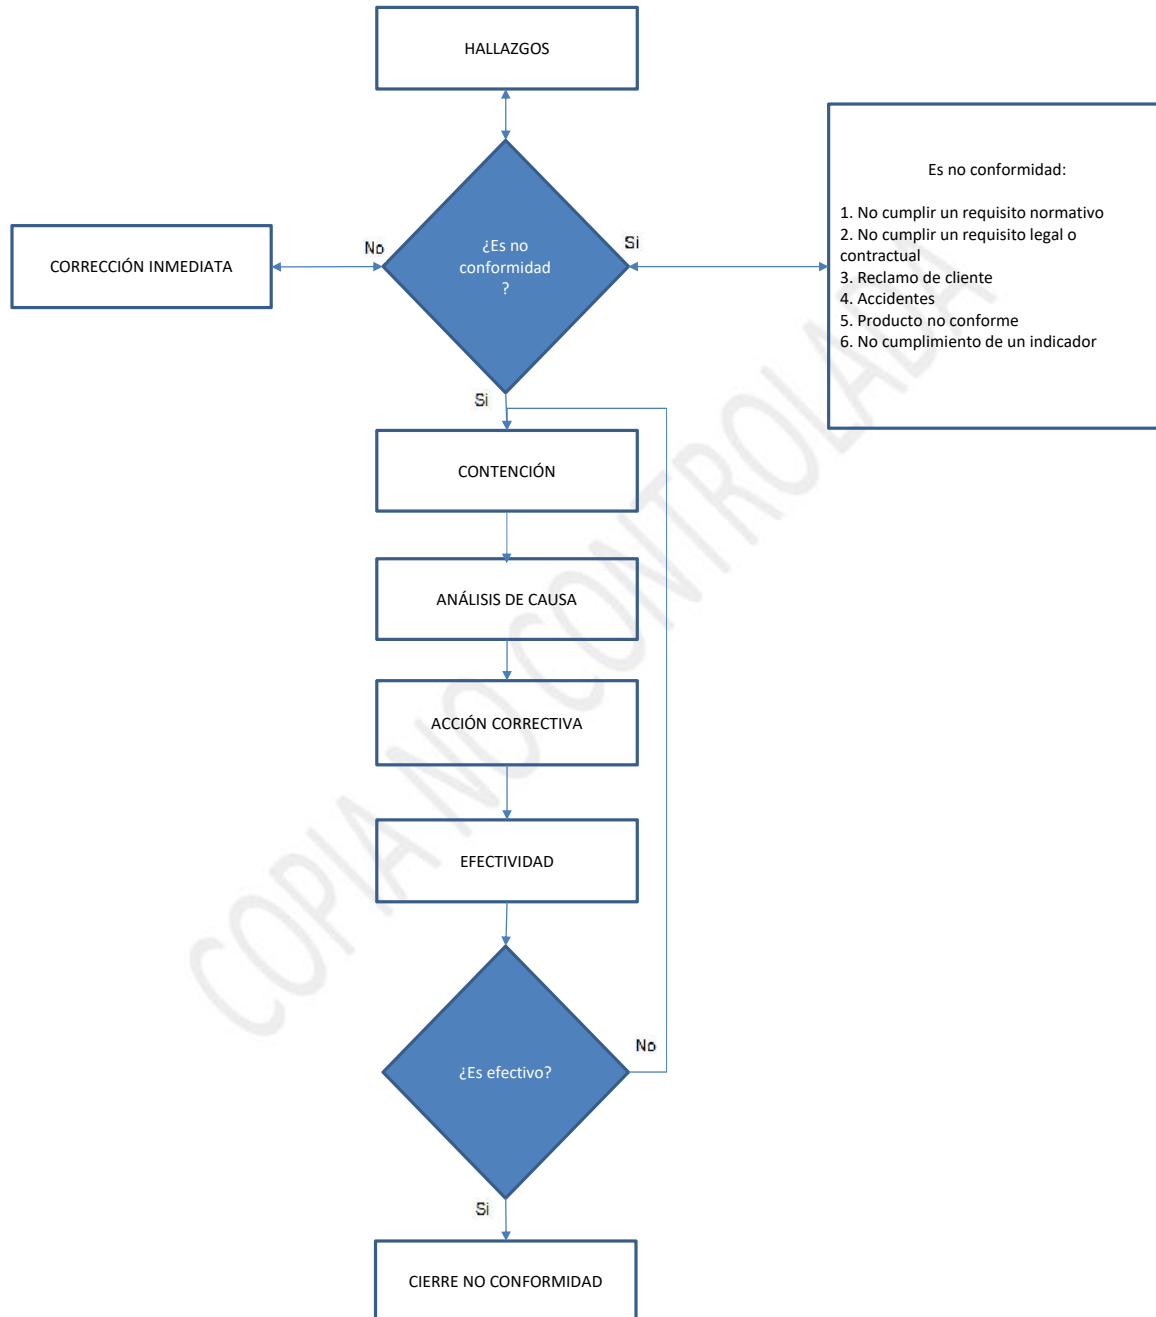 HALLAZGOS
Es no conformidad:
1. No cumplir un requisito normativo
2. No cumplir un requisito legal o
contractual
3. Reclamo de cliente
4. Accidentes
5. Producto no conforme
6. No cumplimiento de un indicador
CORRECCIÓN INMEDIATA
No
¿Es no
conformidad
?
Si
Si
CONTENCIÓN
ANÁLISIS DE CAUSA
ACCIÓN CORRECTIVA
EFECTIVIDAD
¿Es efectivo?
No
Si
CIERRE NO CONFORMIDAD
COPIA NO CONTROLADA